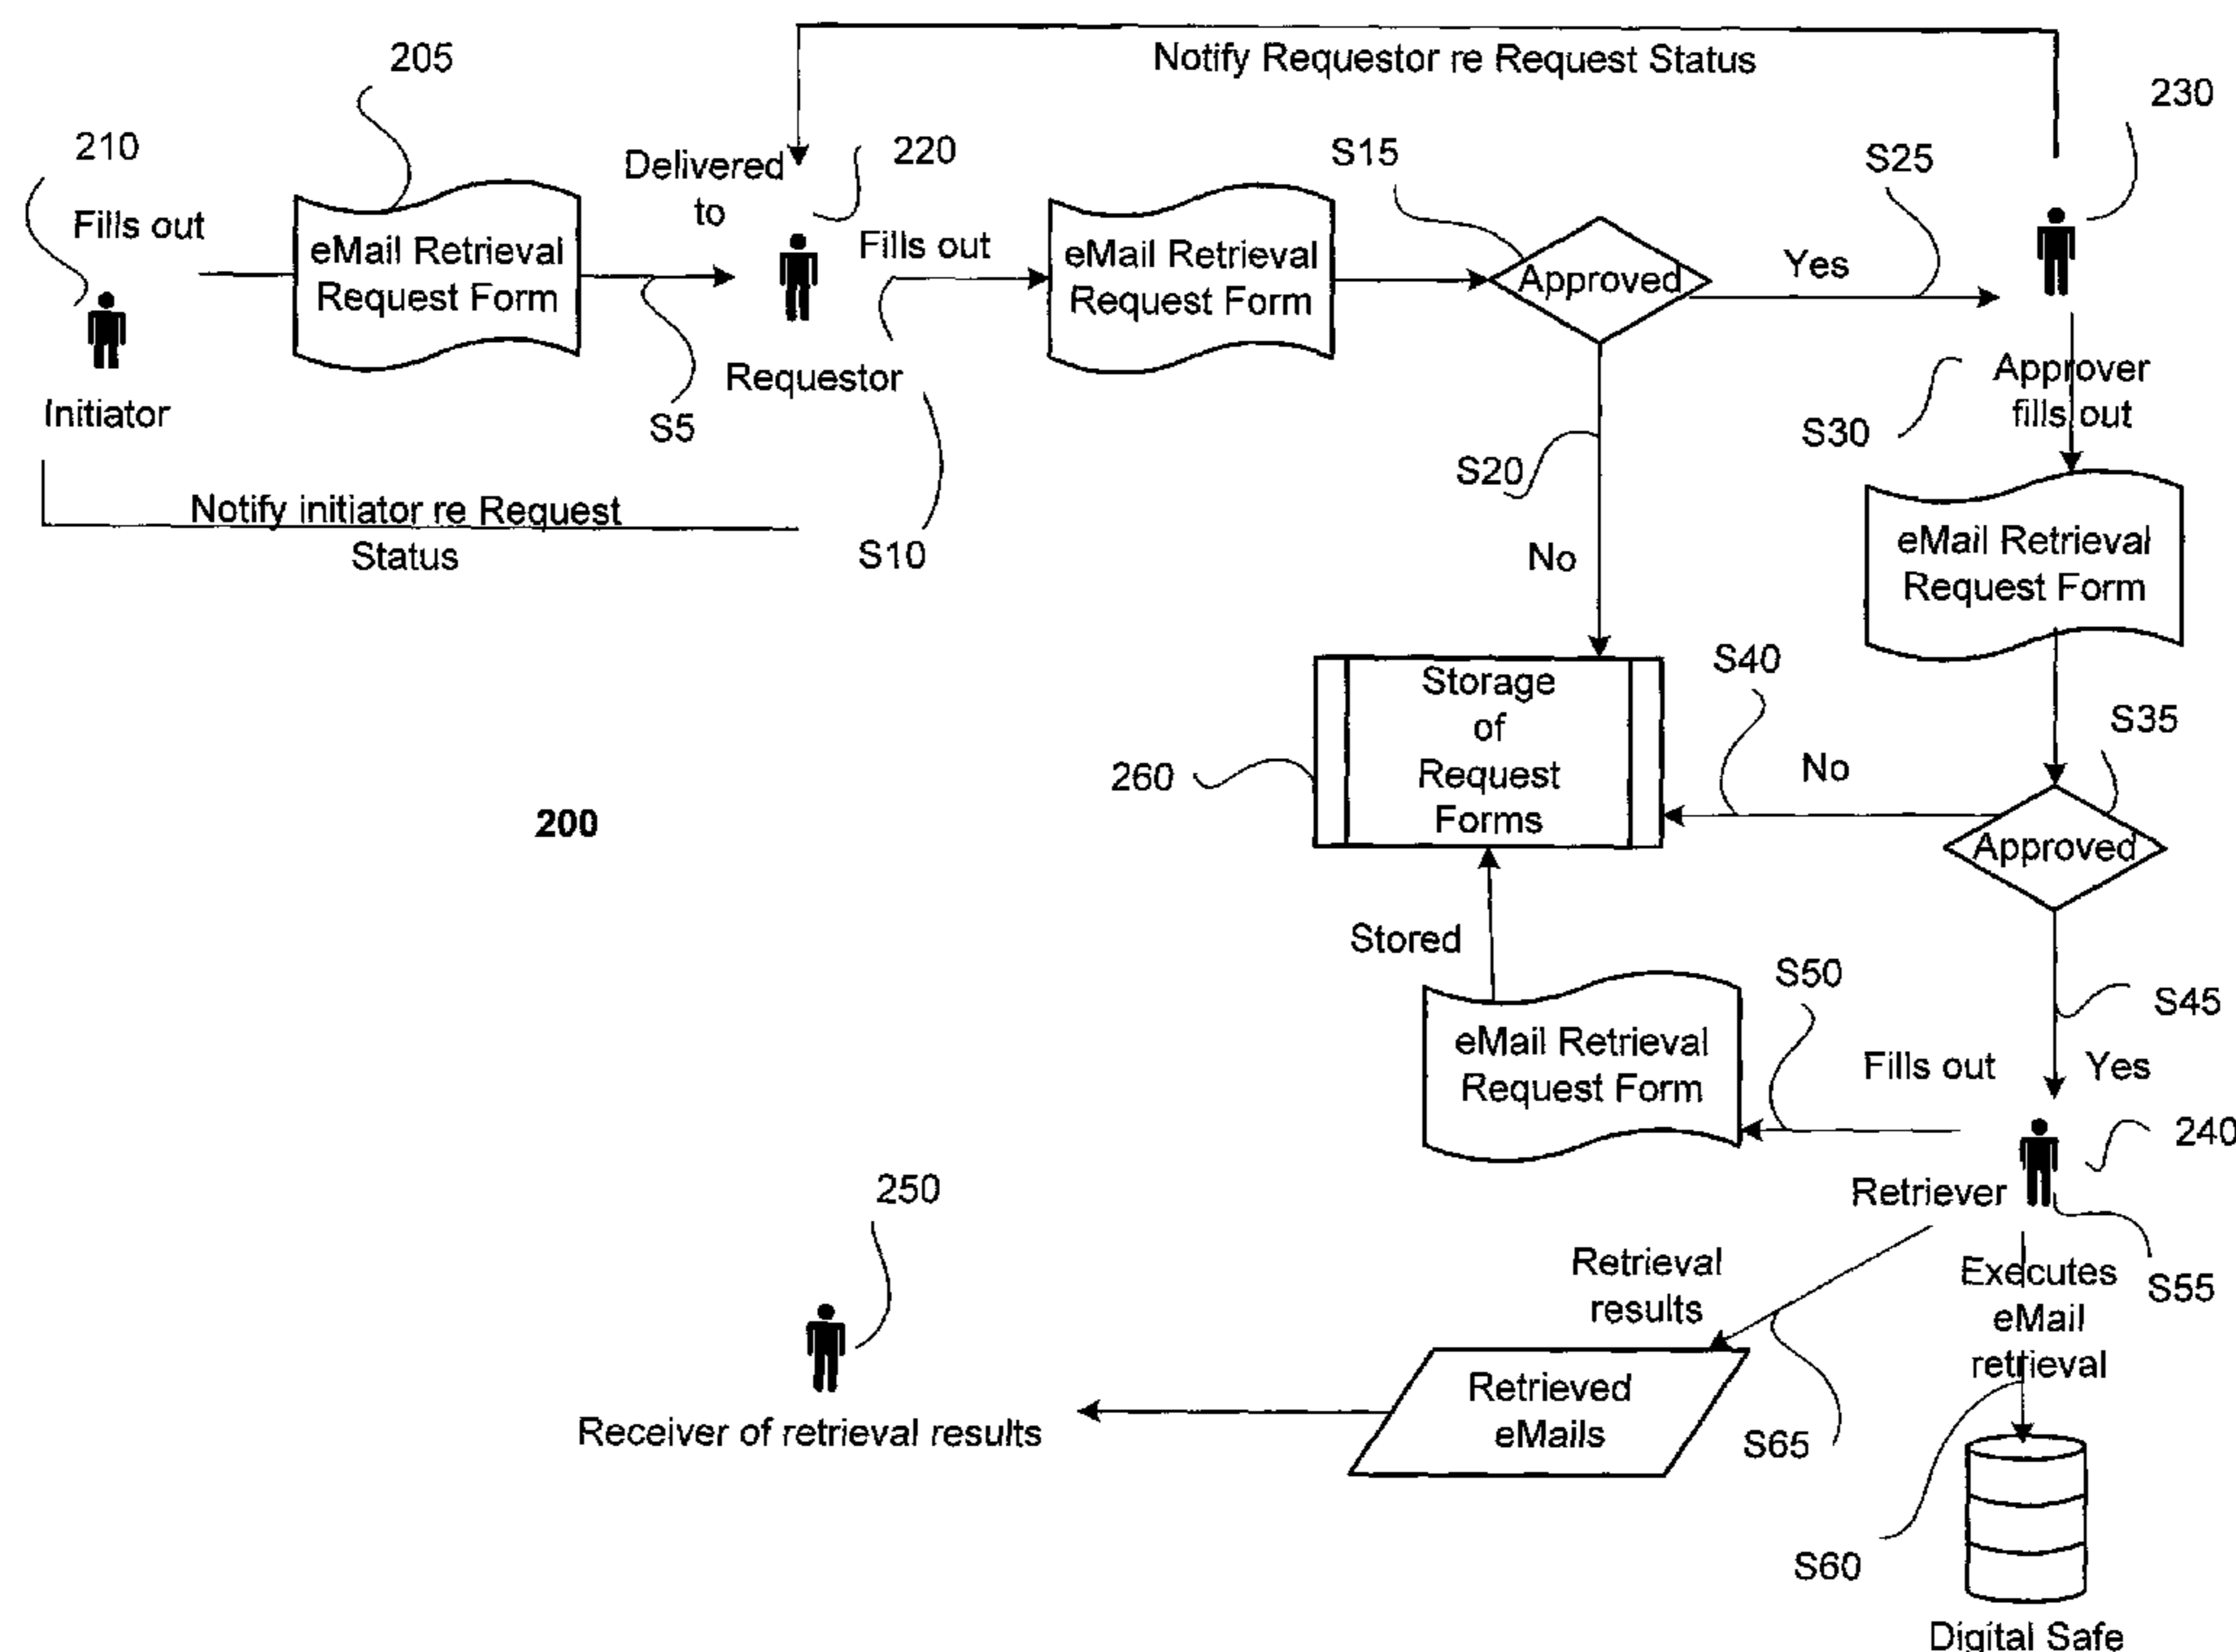 Notify Requestor re Request Status
205
230
210
Delivered
to
220
S15
S25
Fills out
eMail Retrieval
Request Form
Fills out
eMail Retrieval
Request Form
Approved
Yes
Initiator
S5
Requestor
S30
Approver
fills out
S20
Notify initiator re Request
Status
S10
No
eMail Retrieval
Request Form
Storage
of
Request
Forms
S40
S35
260
No
200
Approved
Stored
S50
S45
eMail Retrieval
Request Form
Fills out
Yes
240
250
Retriever
Retrieval
results
Executes
eMail
retrieval
S55
Retrieved
eMails
Receiver of retrieval results
S65
S60
Digital Safe